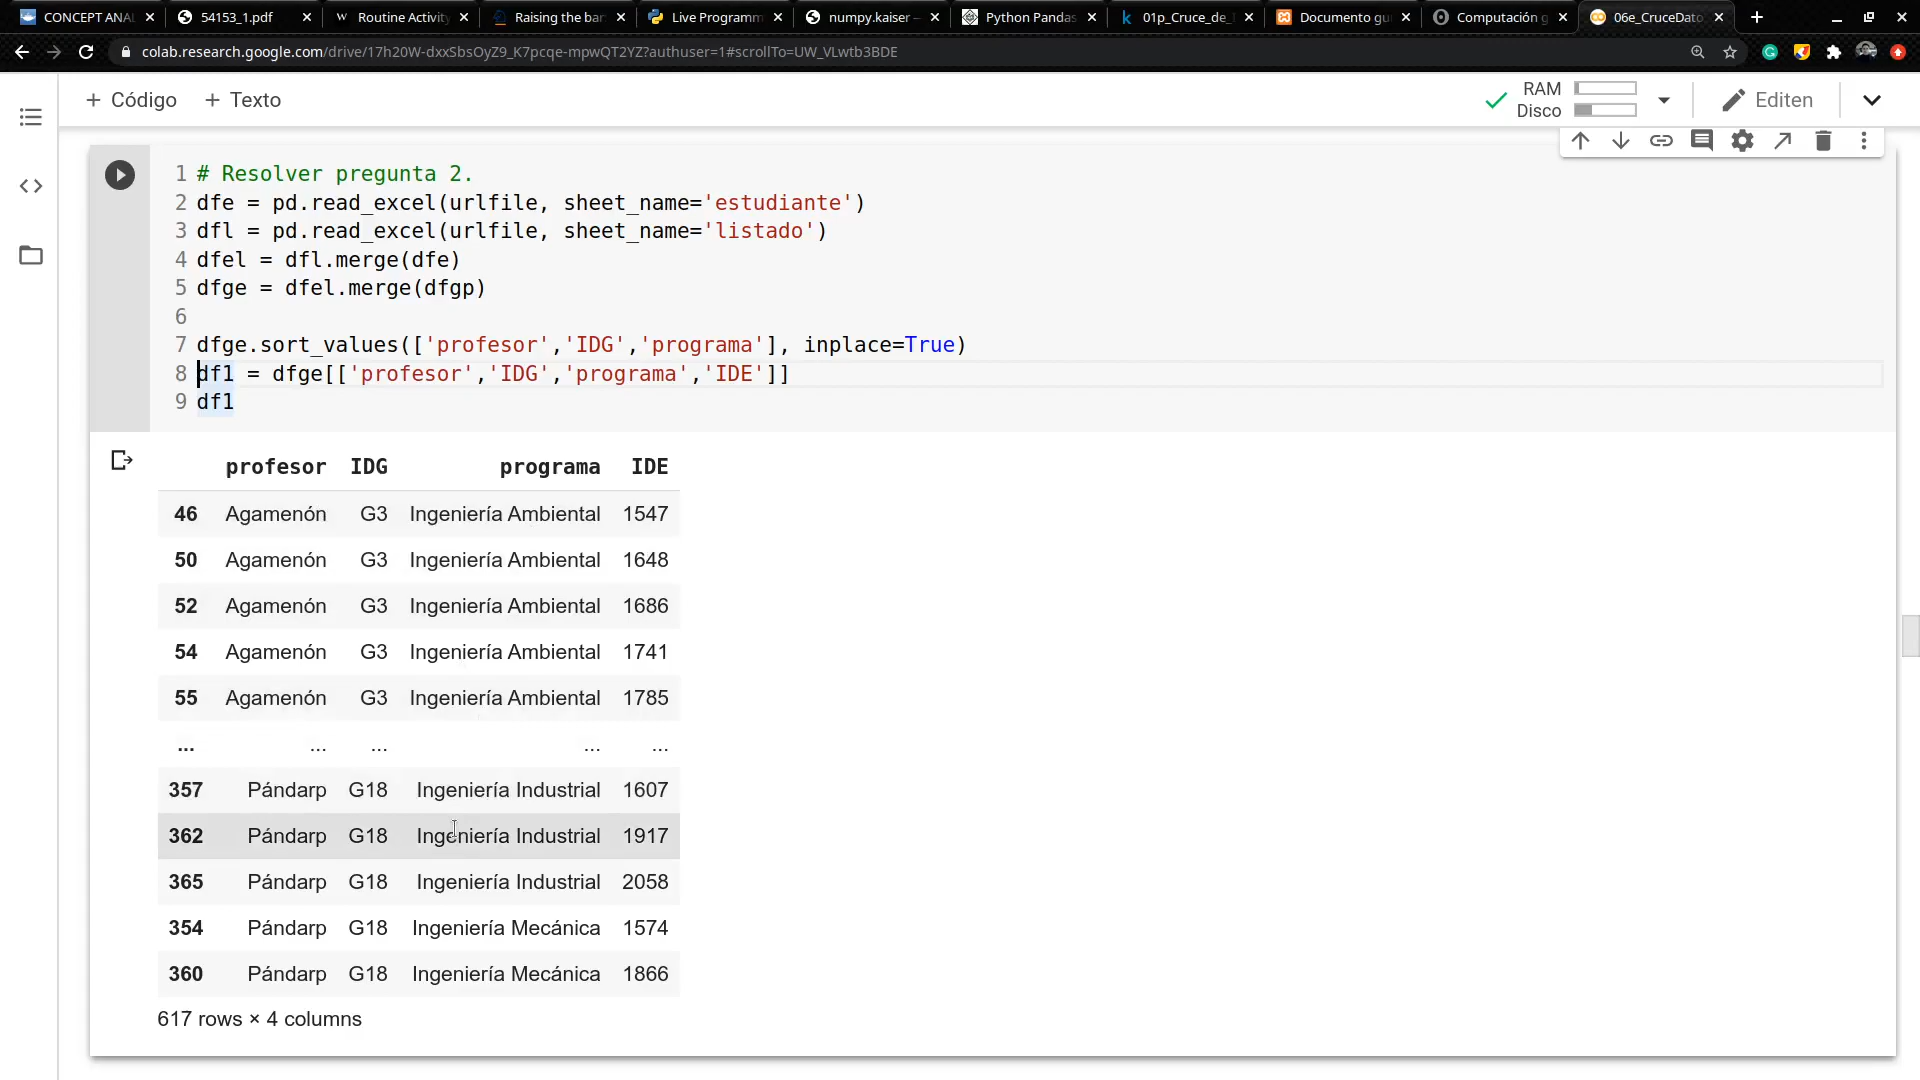 CONCEPT ANAL
54153_1.pdf
Routine Activity
Raising the bar
Live Programm
numpy.kaiser —
Python Pandas
01p_Cruce_de_
Documento gu
Computación g
06e_CruceDato
colab.research.google.com/drive/17h20W-dxxSbsOyZ9_K7pcqe-mpwQT2YZ?authuser=1#scrollTo=UW_VLwtb3BDE
+ Código + Texto
RAM
Disco
Editen
1 # Resolver pregunta 2.
2 dfe = pd.read_excel(urlfile, sheet_name='estudiante')
3 dfl = pd.read_excel(urlfile, sheet_name='listado')
4 dfel = dfl.merge(dfe)
5 dfge = dfel.merge(dfgp)
6
7 dfge.sort_values(['profesor','IDG','programa'], inplace=True)
8 df1 = dfge[['profesor','IDG','programa','IDE']]
9 df1
profesor IDG programa IDE
46 Agamenón G3 Ingeniería Ambiental 1547
50 Agamenón G3 Ingeniería Ambiental 1648
52 Agamenón G3 Ingeniería Ambiental 1686
54 Agamenón G3 Ingeniería Ambiental 1741
55 Agamenón G3 Ingeniería Ambiental 1785
... ... ... ... ...
357 Pándarp G18 Ingeniería Industrial 1607
362 Pándarp G18 Ingeniería Industrial 1917
365 Pándarp G18 Ingeniería Industrial 2058
354 Pándarp G18 Ingeniería Mecánica 1574
360 Pándarp G18 Ingeniería Mecánica 1866
617 rows × 4 columns